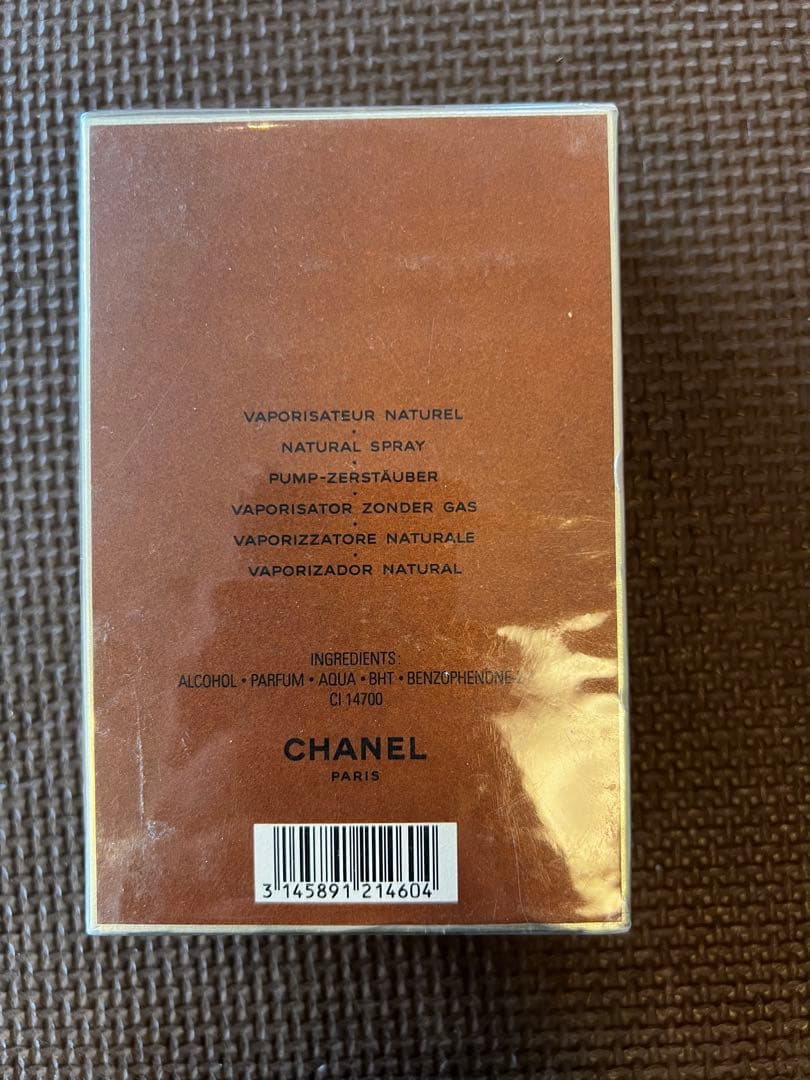 VAPORISATEUR NATUREL
•
NATURAL SPRAY
•
PUMP-ZERSTÄUBER
•
VAPORISATOR ZONDER GAS
•
VAPORIZZATORE NATURALE
•
VAPORIZADOR NATURAL
INGREDIENTS:
ALCOHOL • PARFUM • AQUA • BHT • BENZOPHENONE-2
CI 14700
CHANEL
PARIS
3 145891 214604